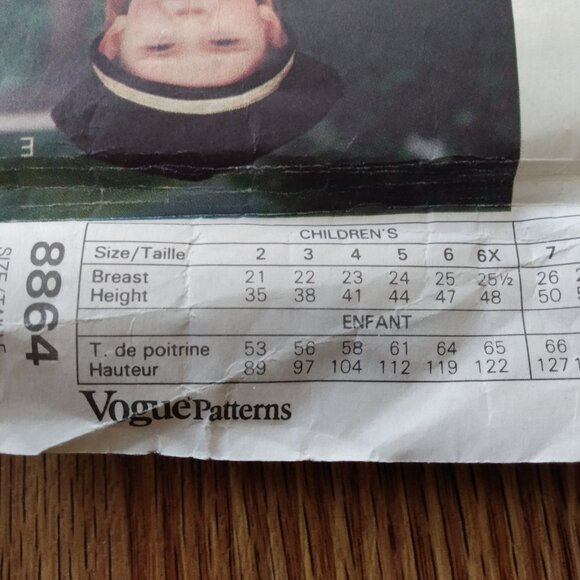 E
CHILDREN'S
Size/Taille 2 3 4 5 6 6X 7
Breast 21 22 23 24 25 25½ 26
Height 35 38 41 44 47 48 50
ENFANT
T. de poitrine 53 56 58 61 64 65 66
Hauteur 89 97 104 112 119 122 127
Vogue Patterns
8864